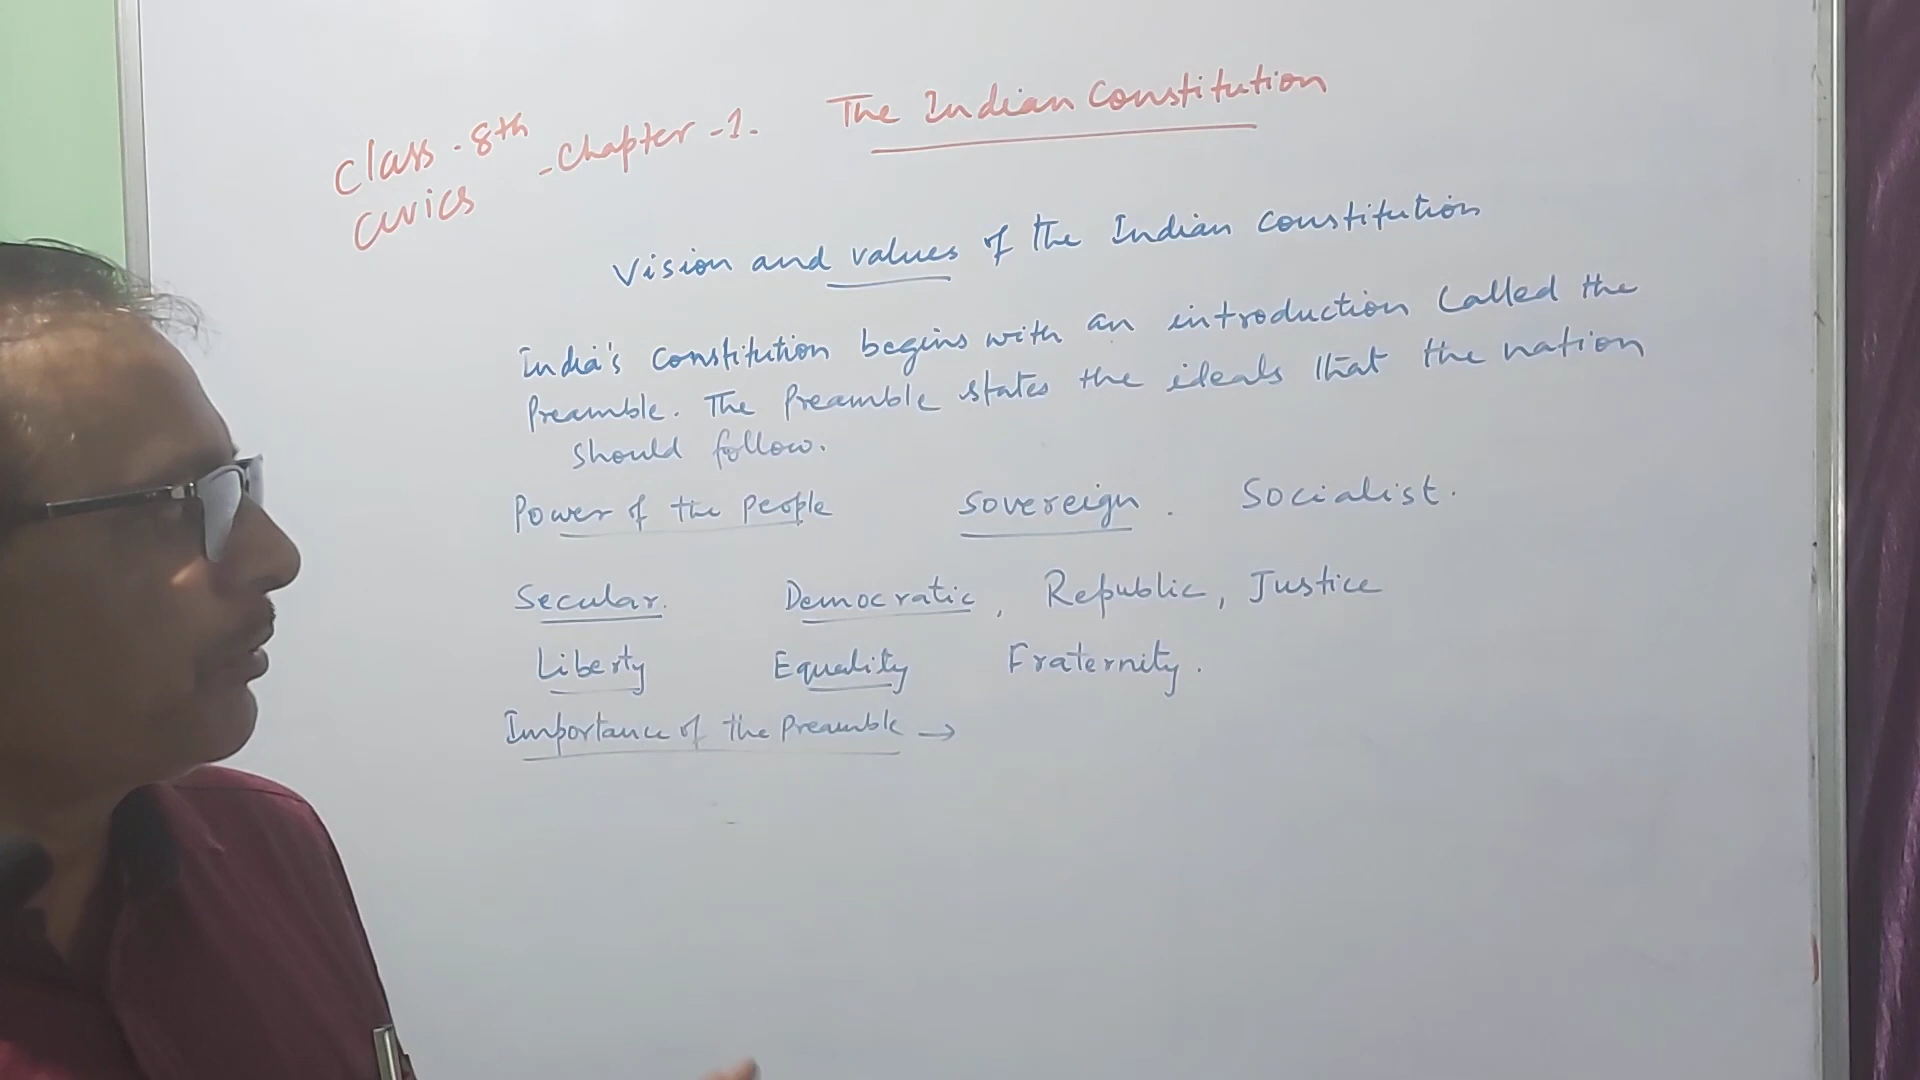 Class - 8th - Chapter - 1. The Indian Constitution
Civics
Vision and values of the Indian constitution
India's constitution begins with an introduction called the
Preamble. The Preamble states the ideals that the nation
should follow.
Power of the people sovereign. Socialist.
Secular. Democratic, Republic, Justice
Liberty Equality Fraternity.
Importance of the Preamble →